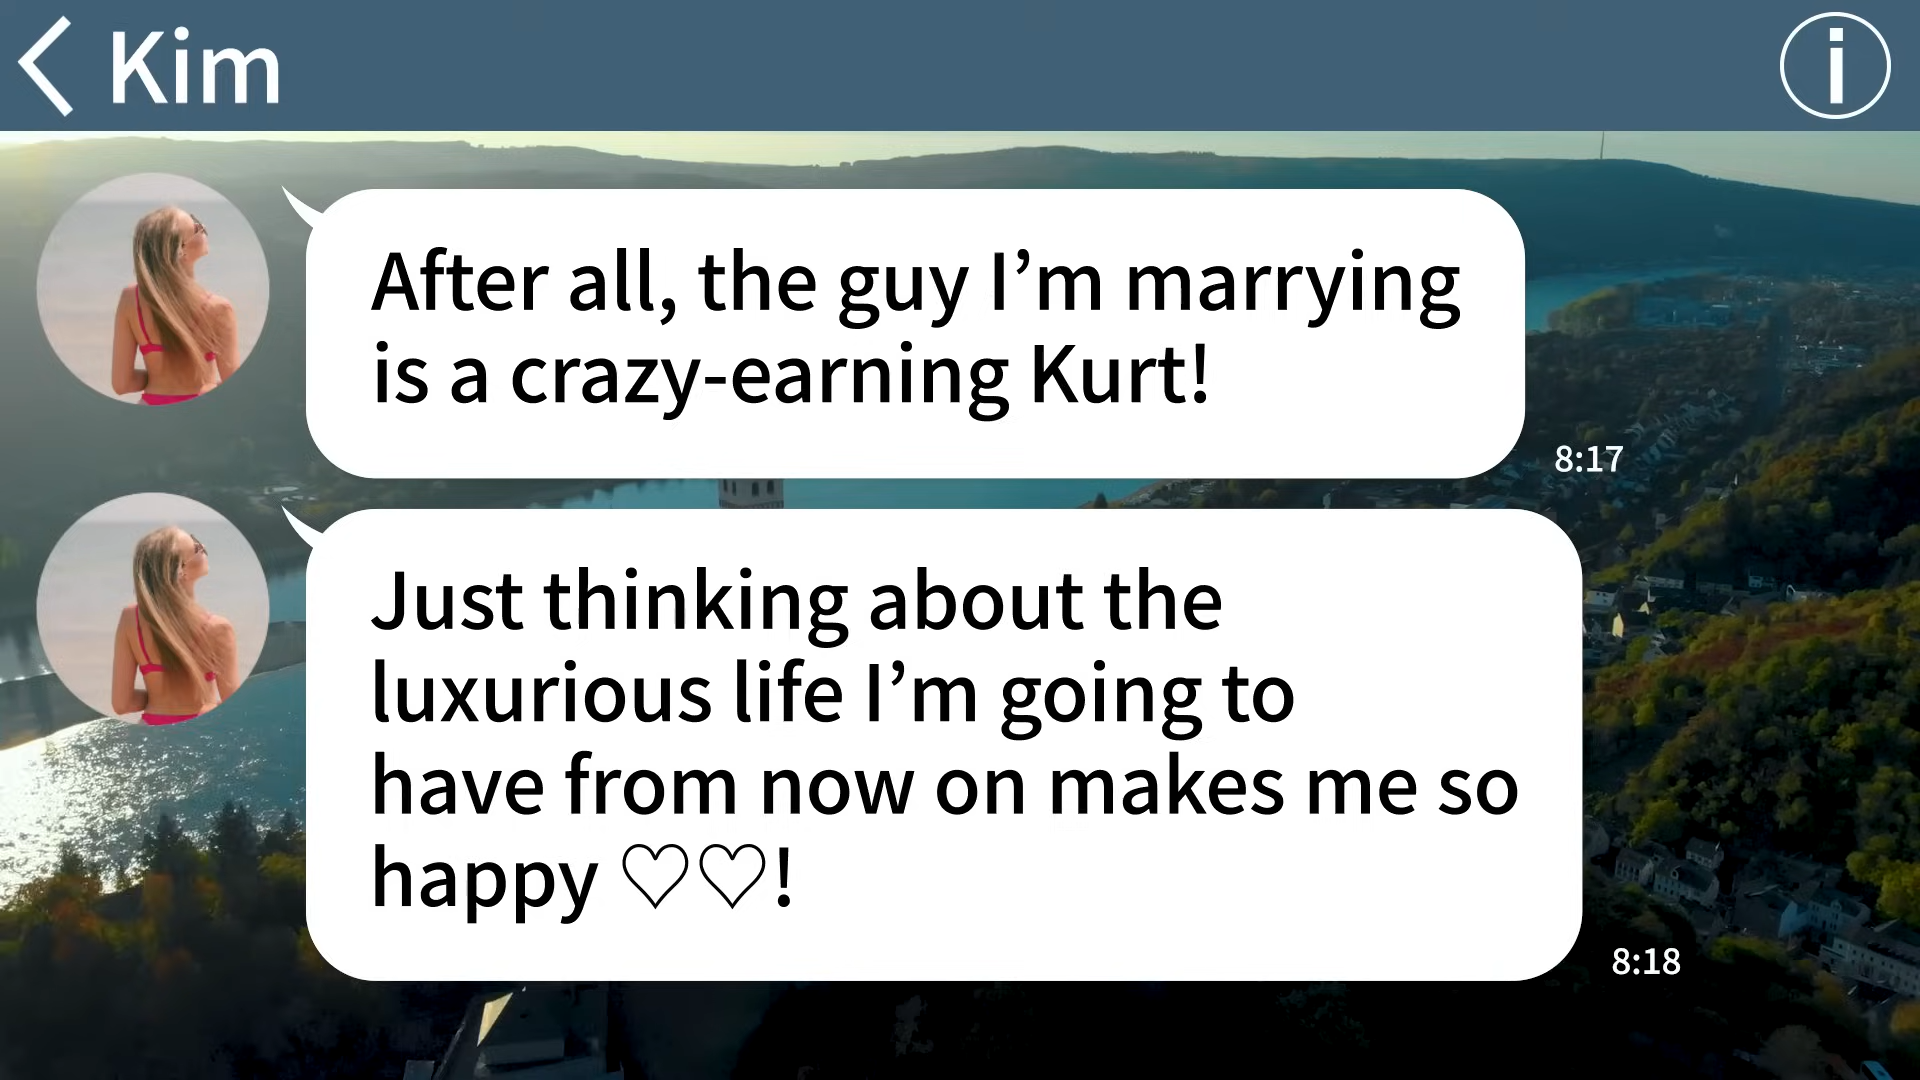 Kim
After all, the guy I’m marrying
is a crazy-earning Kurt!
8:17
Just thinking about the
luxurious life I’m going to
have from now on makes me so
happy ♡♡!
8:18